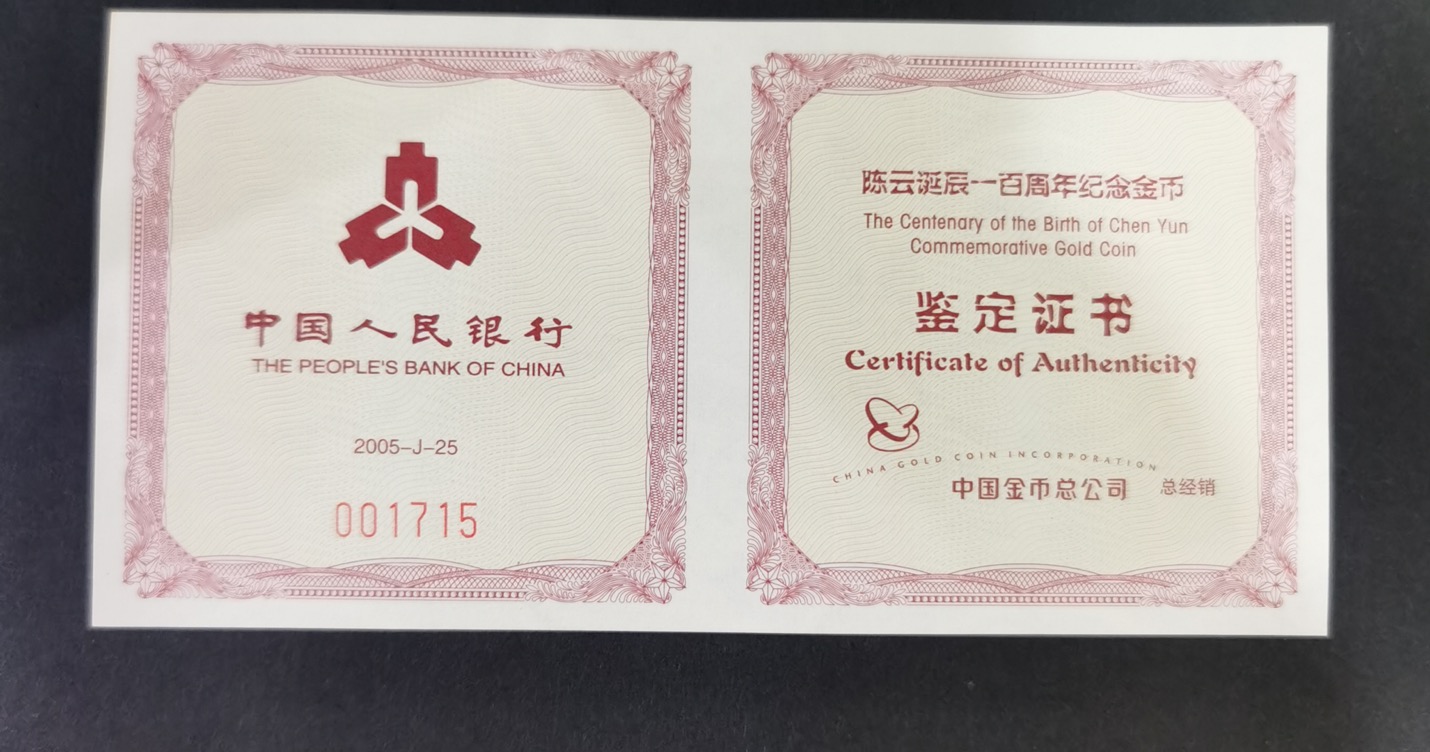 中国人民银行
THE PEOPLE'S BANK OF CHINA
2005-J-25
001715
陈云诞辰一百周年纪念金币
The Centenary of the Birth of Chen Yun
Commemorative Gold Coin
鉴定证书
Certificate of Authenticity
CHINA GOLD COIN INCORPORATION
中国金币总公司 总经销